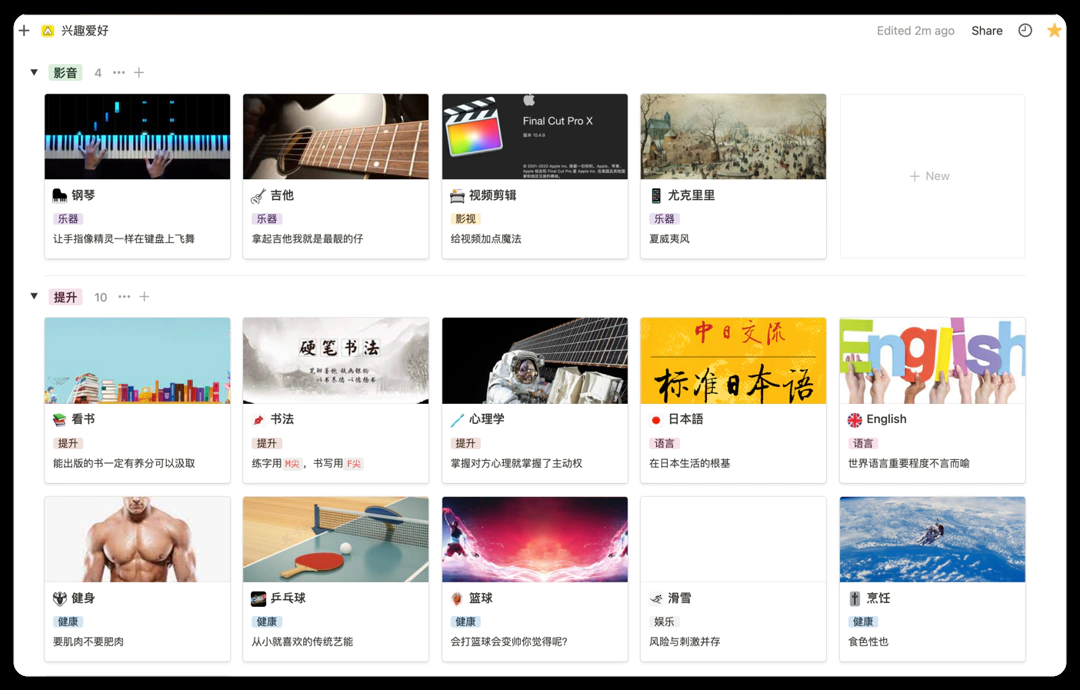 兴趣爱好
Edited 2m ago
Share
影音 4
Final Cut Pro X
版本 10.4.9
钢琴
乐器
让手指像精灵一样在键盘上飞舞
吉他
乐器
拿起吉他我就是最靓的仔
视频剪辑
影视
给视频加点魔法
尤克里里
乐器
夏威夷风
New
提升 10
硬笔书法
中日交流
标准日本语
English
看书
提升
能出版的书一定有养分可以汲取
书法
提升
练字用 M尖 ，书写用 F尖
心理学
提升
掌握对方心理就掌握了主动权
日本語
语言
在日本生活的根基
English
语言
世界语言重要程度不言而喻
健身
健康
要肌肉不要肥肉
乒乓球
健康
从小就喜欢的传统艺能
篮球
健康
会打篮球会变帅你觉得呢?
滑雪
娱乐
风险与刺激并存
烹饪
健康
食色性也